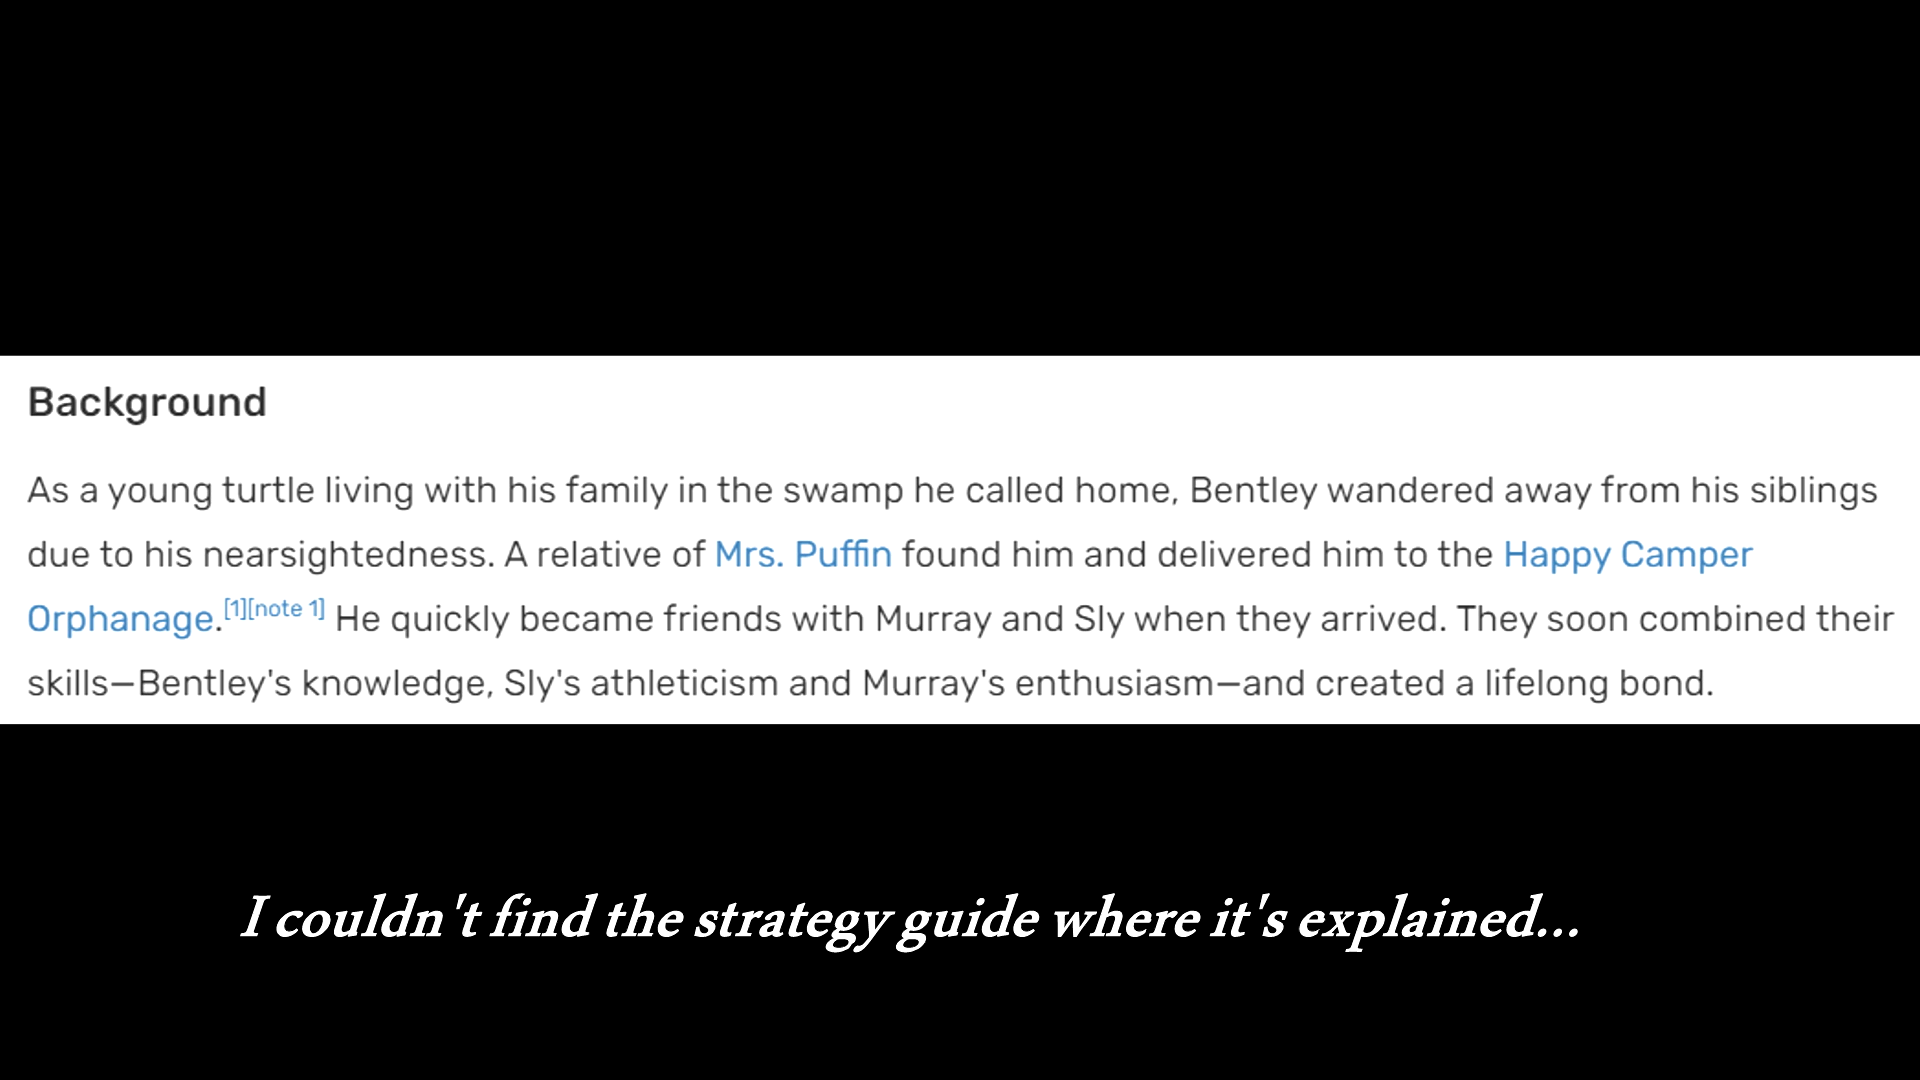 Background
As a young turtle living with his family in the swamp he called home, Bentley wandered away from his siblings
due to his nearsightedness. A relative of Mrs. Puffin found him and delivered him to the Happy Camper
Orphanage.[1][note 1] He quickly became friends with Murray and Sly when they arrived. They soon combined their
skills—Bentley's knowledge, Sly's athleticism and Murray's enthusiasm—and created a lifelong bond.
I couldn't find the strategy guide where it's explained...